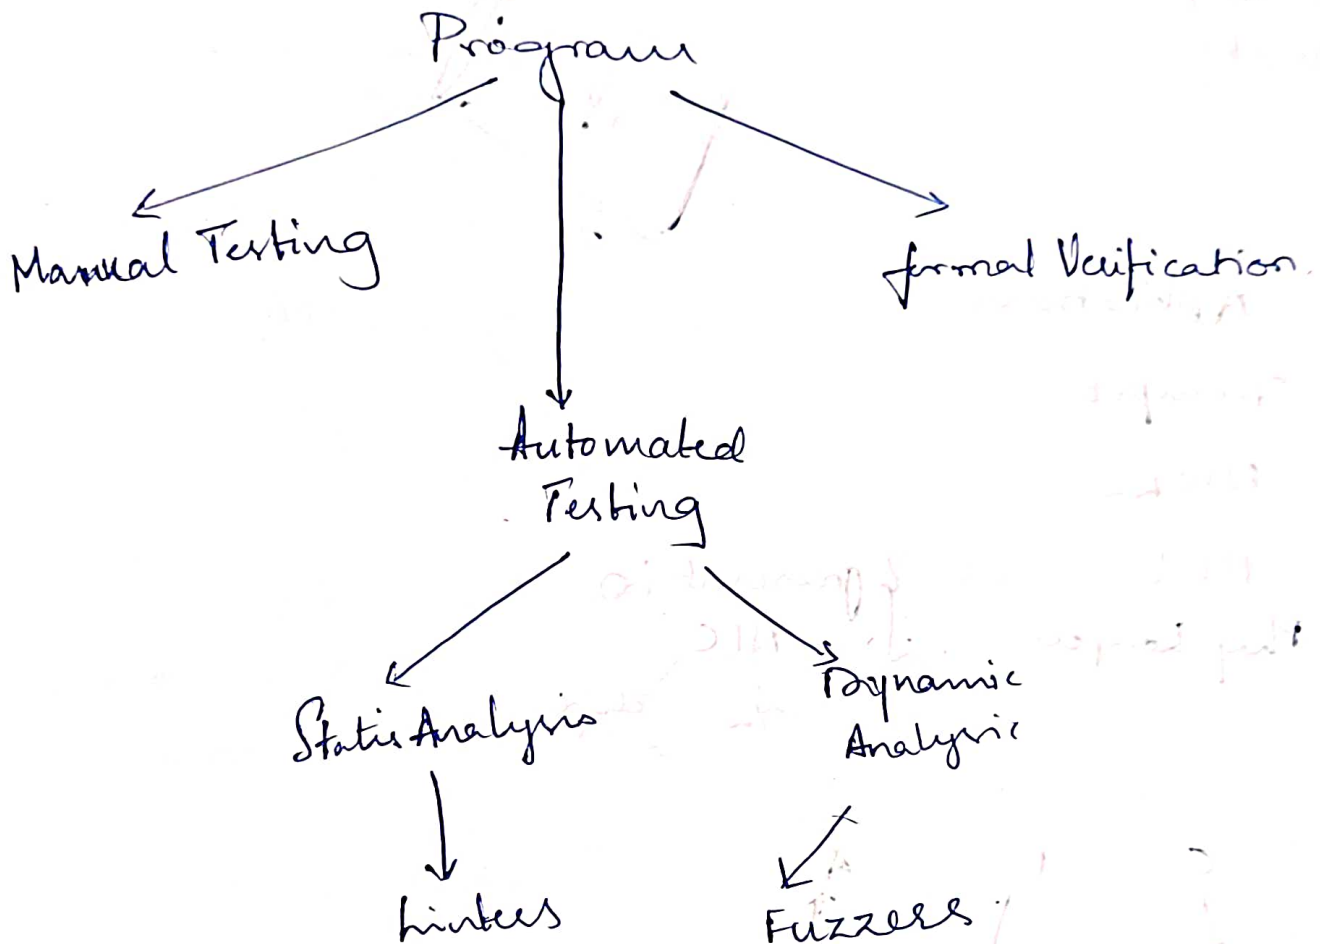 Program
Manual Testing
formal Verification.
Automated
Testing
Static Analysis
Dynamic
Analysis
Linters
Fuzzers